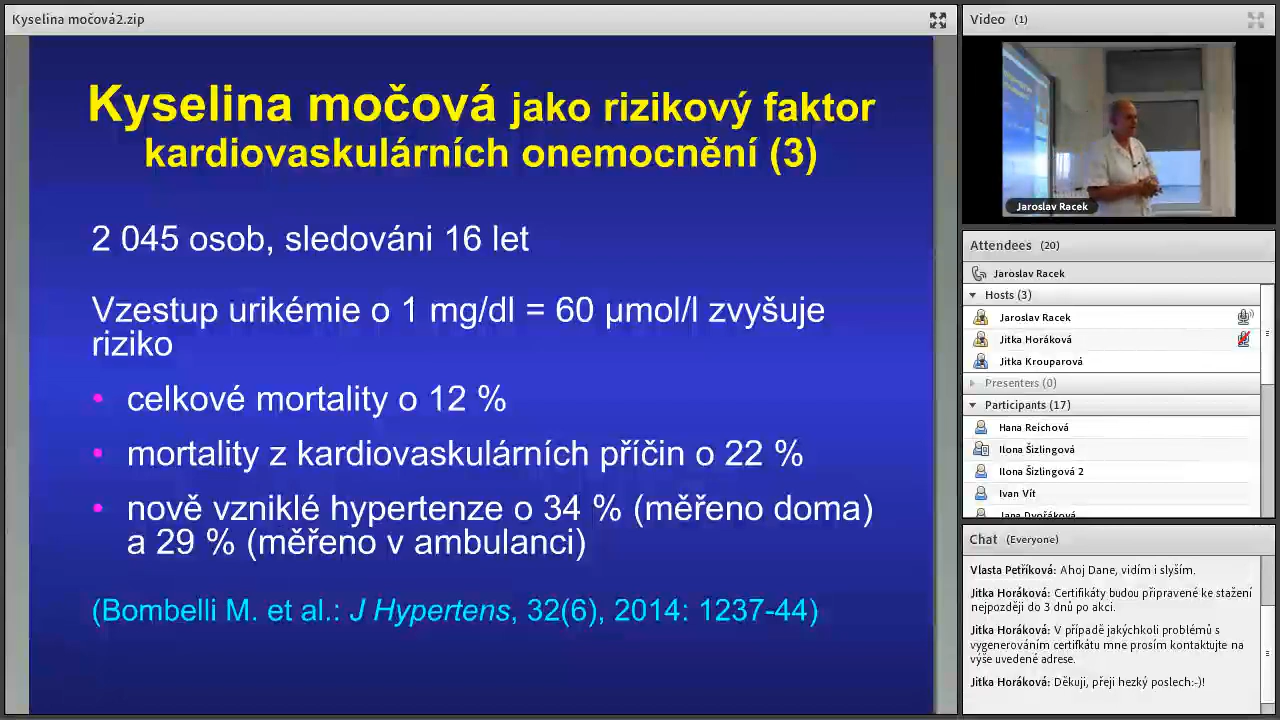 Kyselina močová2.zip
Kyselina močová jako rizikový faktor
kardiovaskulárních onemocnění (3)
2 045 osob, sledováni 16 let
Vzestup urikémie o 1 mg/dl = 60 μmol/l zvyšuje
riziko
• celkové mortality o 12 %
• mortality z kardiovaskulárních příčin o 22 %
• nově vzniklé hypertenze o 34 % (měřeno doma)
a 29 % (měřeno v ambulanci)
(Bombelli M. et al.: J Hypertens, 32(6), 2014: 1237-44)
Video (1)
Jaroslav Racek
Attendees (20)
Jaroslav Racek
Hosts (3)
Jaroslav Racek
Jitka Horáková
Jitka Krouparová
Presenters (0)
Participants (17)
Hana Reichová
Ilona Šizlingová
Ilona Šizlingová 2
Ivan Vít
Jana Dvořáková
Chat (Everyone)
Vlasta Petříková: Ahoj Dane, vidím i slyším.
Jitka Horáková: Certifikáty budou připravené ke stažení
nejpozději do 3 dnů po akci.
Jitka Horáková: V případě jakýchkoli problémů s
vygenerováním certifkátu mne prosím kontaktujte na
výše uvedené adrese.
Jitka Horáková: Děkuji, přeji hezký poslech:-)!